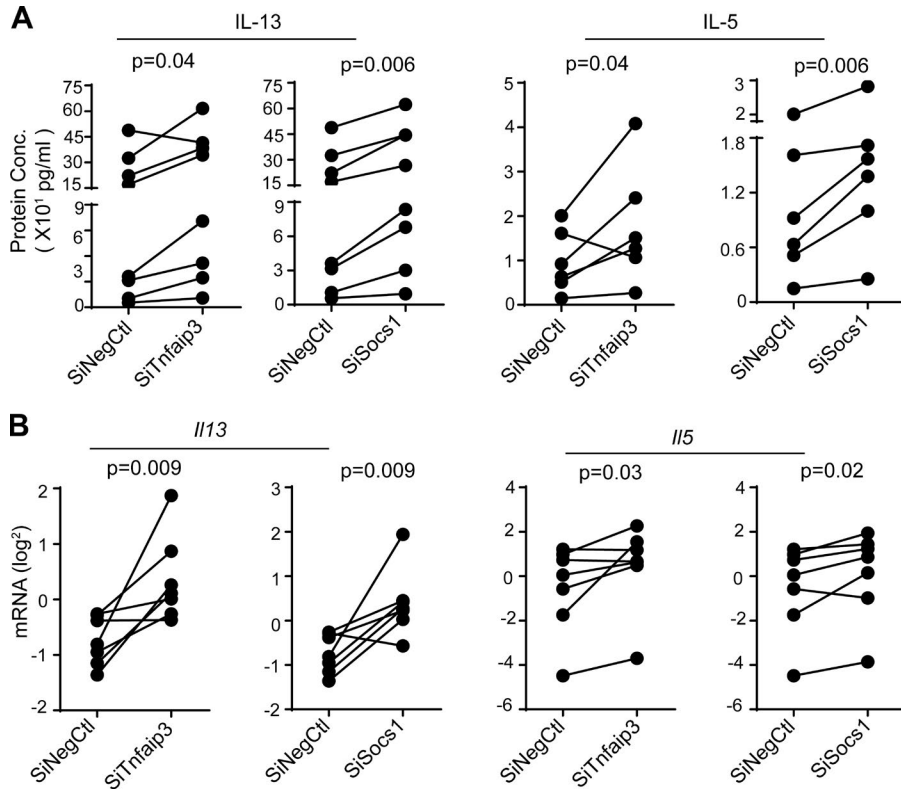 A
IL-13
IL-5
p=0.04
p=0.006
p=0.04
p=0.006
Protein Conc.
( X10¹ pg/ml)
75
60
45
30
15
9
6
3
0
75
60
45
30
15
9
6
3
0
5
4
3
2
1
0
3
2
1.8
1.2
0.6
0
SiNegCtl
SiTnfaip3
SiNegCtl
SiSocs1
SiNegCtl
SiTnfaip3
SiNegCtl
SiSocs1
B
Il13
Il5
p=0.009
p=0.009
p=0.03
p=0.02
mRNA (log²)
2
1
0
-1
-2
3
2
1
0
-1
-2
4
2
0
-2
-4
-6
4
2
0
-2
-4
-6
SiNegCtl
SiTnfaip3
SiNegCtl
SiSocs1
SiNegCtl
SiTnfaip3
SiNegCtl
SiSocs1